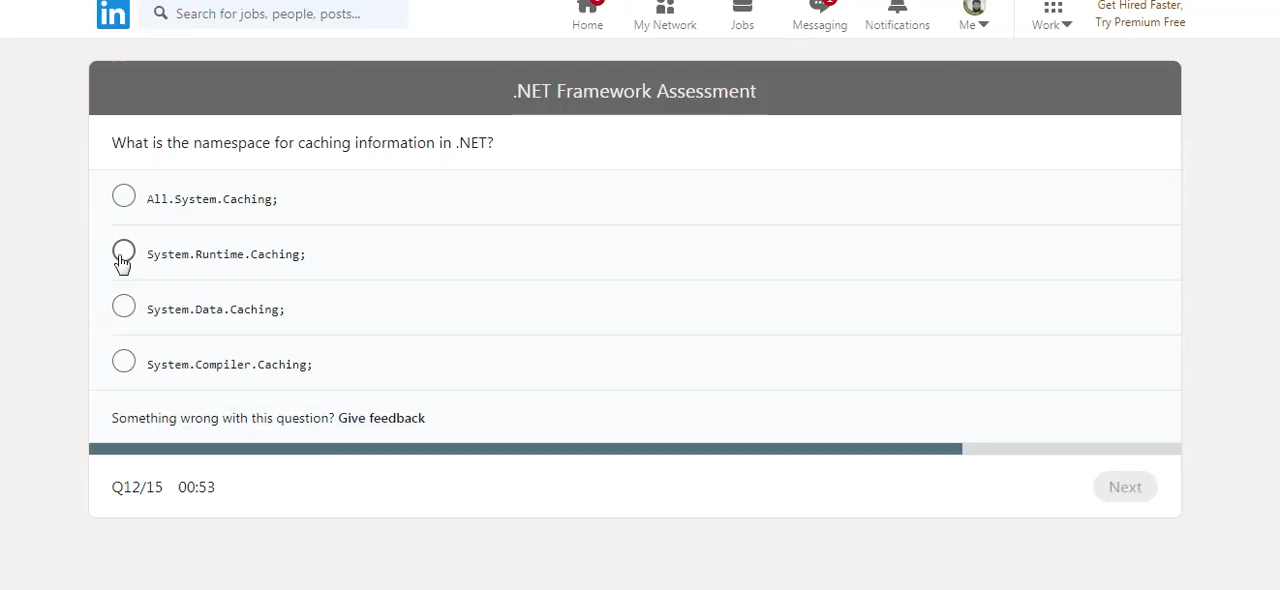 in
Search for jobs, people, posts...
Home
My Network
Jobs
Messaging
Notifications
Me
Work
Get Hired Faster,
Try Premium Free
.NET Framework Assessment
What is the namespace for caching information in .NET?
All.System.Caching;
System.Runtime.Caching;
System.Data.Caching;
System.Compiler.Caching;
Something wrong with this question? Give feedback
Q12/15 00:53
Next